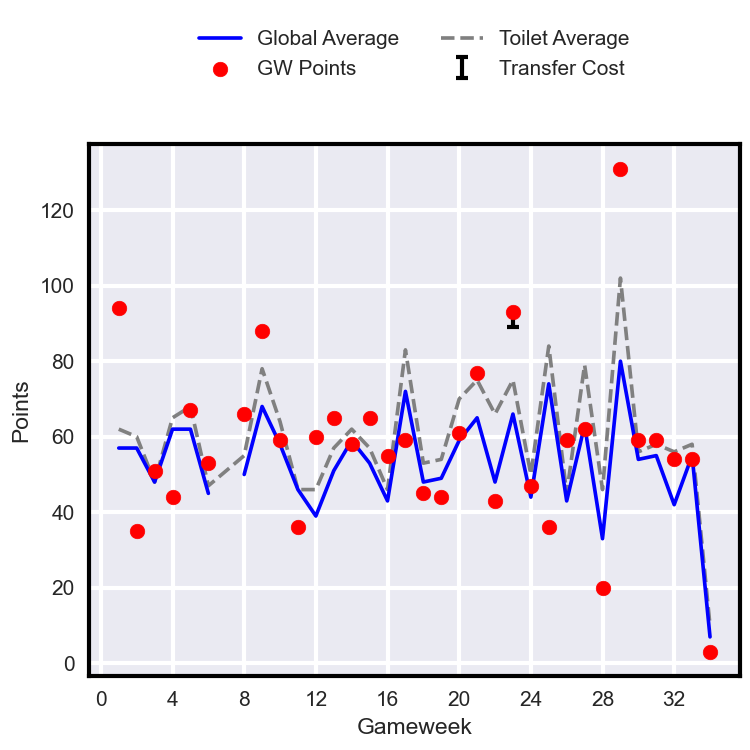 Global Average
Toilet Average
GW Points
Transfer Cost
120
100
80
60
40
20
0
Points
0 4 8 12 16 20 24 28 32
Gameweek